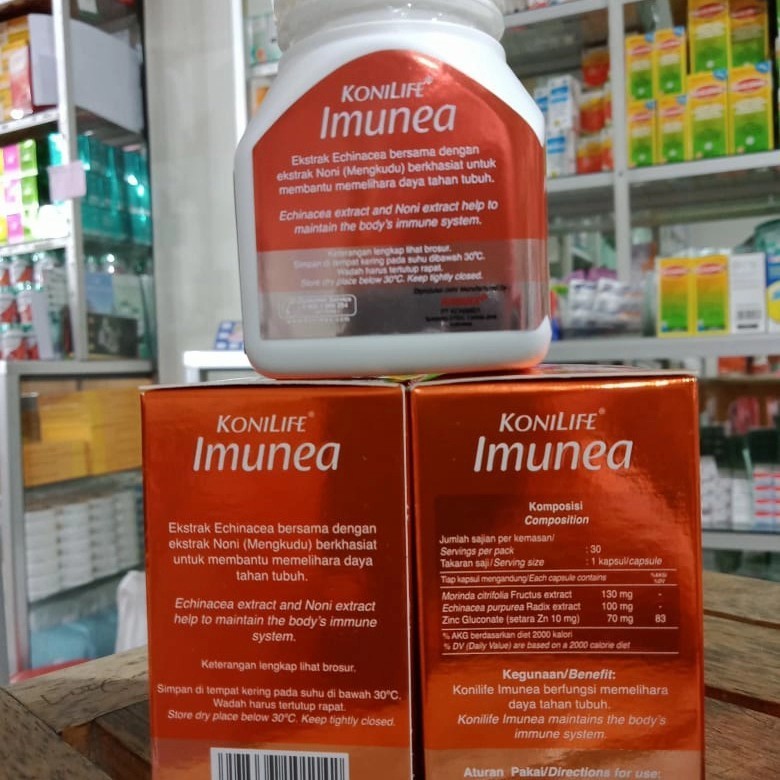 KONILIFE®
Imunea
Ekstrak Echinacea bersama dengan
ekstrak Noni (Mengkudu) berkhasiat untuk
membantu memelihara daya tahan tubuh.
Echinacea extract and Noni extract help to
maintain the body's immune system.
Keterangan lengkap lihat brosur.
Simpan di tempat kering pada suhu dibawah 30°C.
Wadah harus tertutup rapat.
Store dry place below 30°C. Keep tightly closed.
KONILIFE®
Imunea
Ekstrak Echinacea bersama dengan
ekstrak Noni (Mengkudu) berkhasiat
untuk membantu memelihara daya
tahan tubuh.
Echinacea extract and Noni extract
help to maintain the body's immune
system.
Keterangan lengkap lihat brosur.
Simpan di tempat kering pada suhu di bawah 30°C.
Wadah harus tertutup rapat.
Store dry place below 30°C. Keep tightly closed.
KONILIFE®
Imunea
Komposisi
Composition
Jumlah sajian per kemasan/
Servings per pack : 30
Takaran saji/Serving size : 1 kapsul/capsule
Tiap kapsul mengandung/Each capsule contains %AKG/ %DV
Morinda citrifolia Fructus extract 130 mg -
Echinacea purpurea Radix extract 100 mg -
Zinc Gluconate (setara Zn 10 mg) 70 mg 83
% AKG berdasarkan diet 2000 kalori
% DV (Daily Value) are based on a 2000 calorie diet
Kegunaan/Benefit:
Konilife Imunea berfungsi memelihara
daya tahan tubuh.
Konilife Imunea maintains the body's
immune system.
Aturan Pakai/Directions for use: